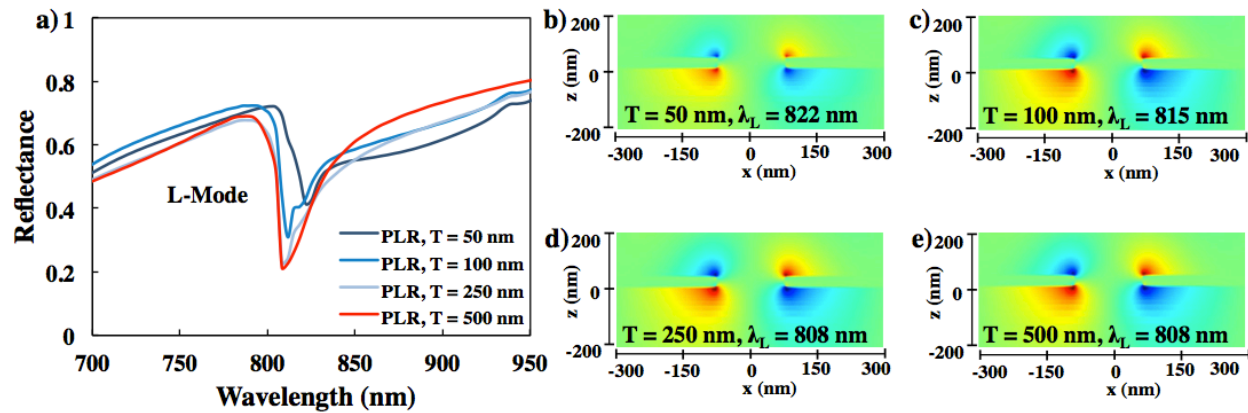 a)
1
0.8
0.6
0.4
0.2
0
Reflectance
L-Mode
PLR, T = 50 nm
PLR, T = 100 nm
PLR, T = 250 nm
PLR, T = 500 nm
700 750 800 850 900 950
Wavelength (nm)
b)
200
0
-200
z (nm)
T = 50 nm, λL = 822 nm
-300 -150 0 150 300
x (nm)
c)
200
0
-200
z (nm)
T = 100 nm, λL = 815 nm
-300 -150 0 150 300
x (nm)
d)
200
0
-200
z (nm)
T = 250 nm, λL = 808 nm
-300 -150 0 150 300
x (nm)
e)
200
0
-200
z (nm)
T = 500 nm, λL = 808 nm
-300 -150 0 150 300
x (nm)